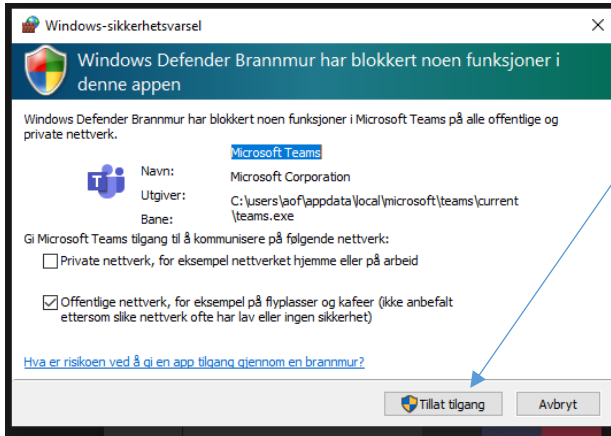 Windows-sikkerhetsvarsel
Windows Defender Brannmur har blokkert noen funksjoner i
denne appen
Windows Defender Brannmur har blokkert noen funksjoner i Microsoft Teams på alle offentlige og
private nettverk.
Microsoft Teams
Navn:
Microsoft Corporation
Utgiver:
C:\users\aof\appdata\local\microsoft\teams\current
Bane:
\teams.exe
Gi Microsoft Teams tilgang til å kommunisere på følgende nettverk:
Private nettverk, for eksempel nettverket hjemme eller på arbeid
Offentlige nettverk, for eksempel på flyplasser og kafeer (ikke anbefalt
ettersom slike nettverk ofte har lav eller ingen sikkerhet)
Hva er risikoen ved å gi en app tilgang gjennom en brannmur?
Tillat tilgang Avbryt